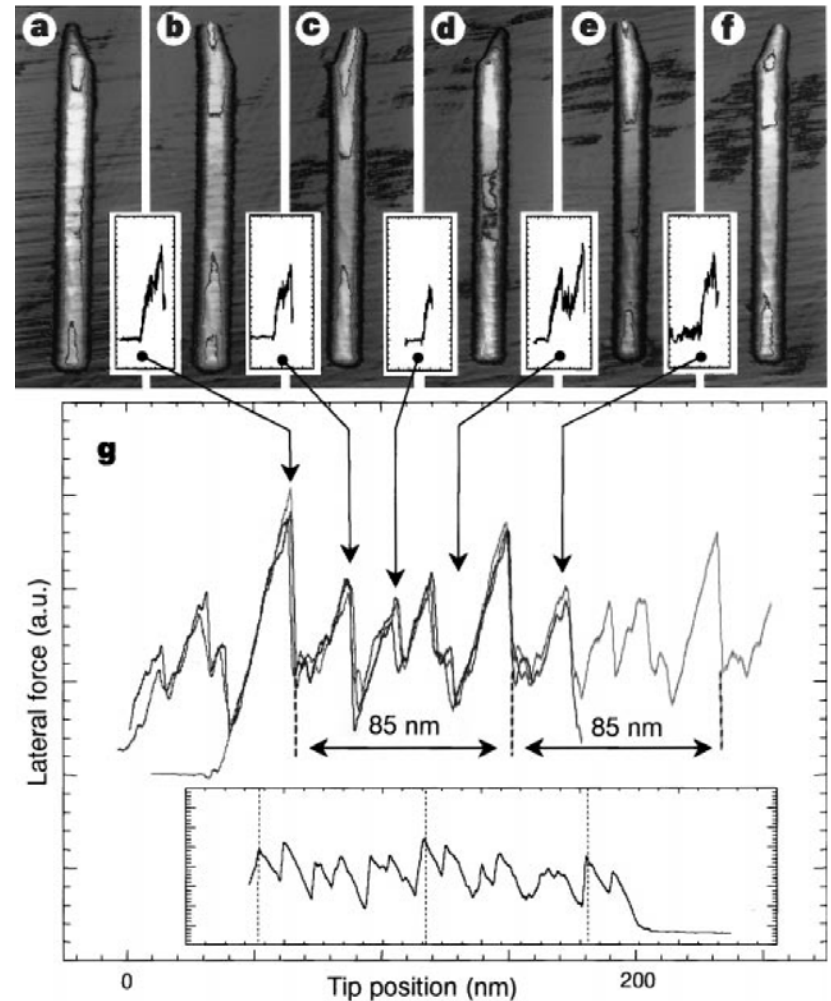 a b c d e f
g
85 nm 85 nm
Lateral force (a.u.)
0 200
Tip position (nm)